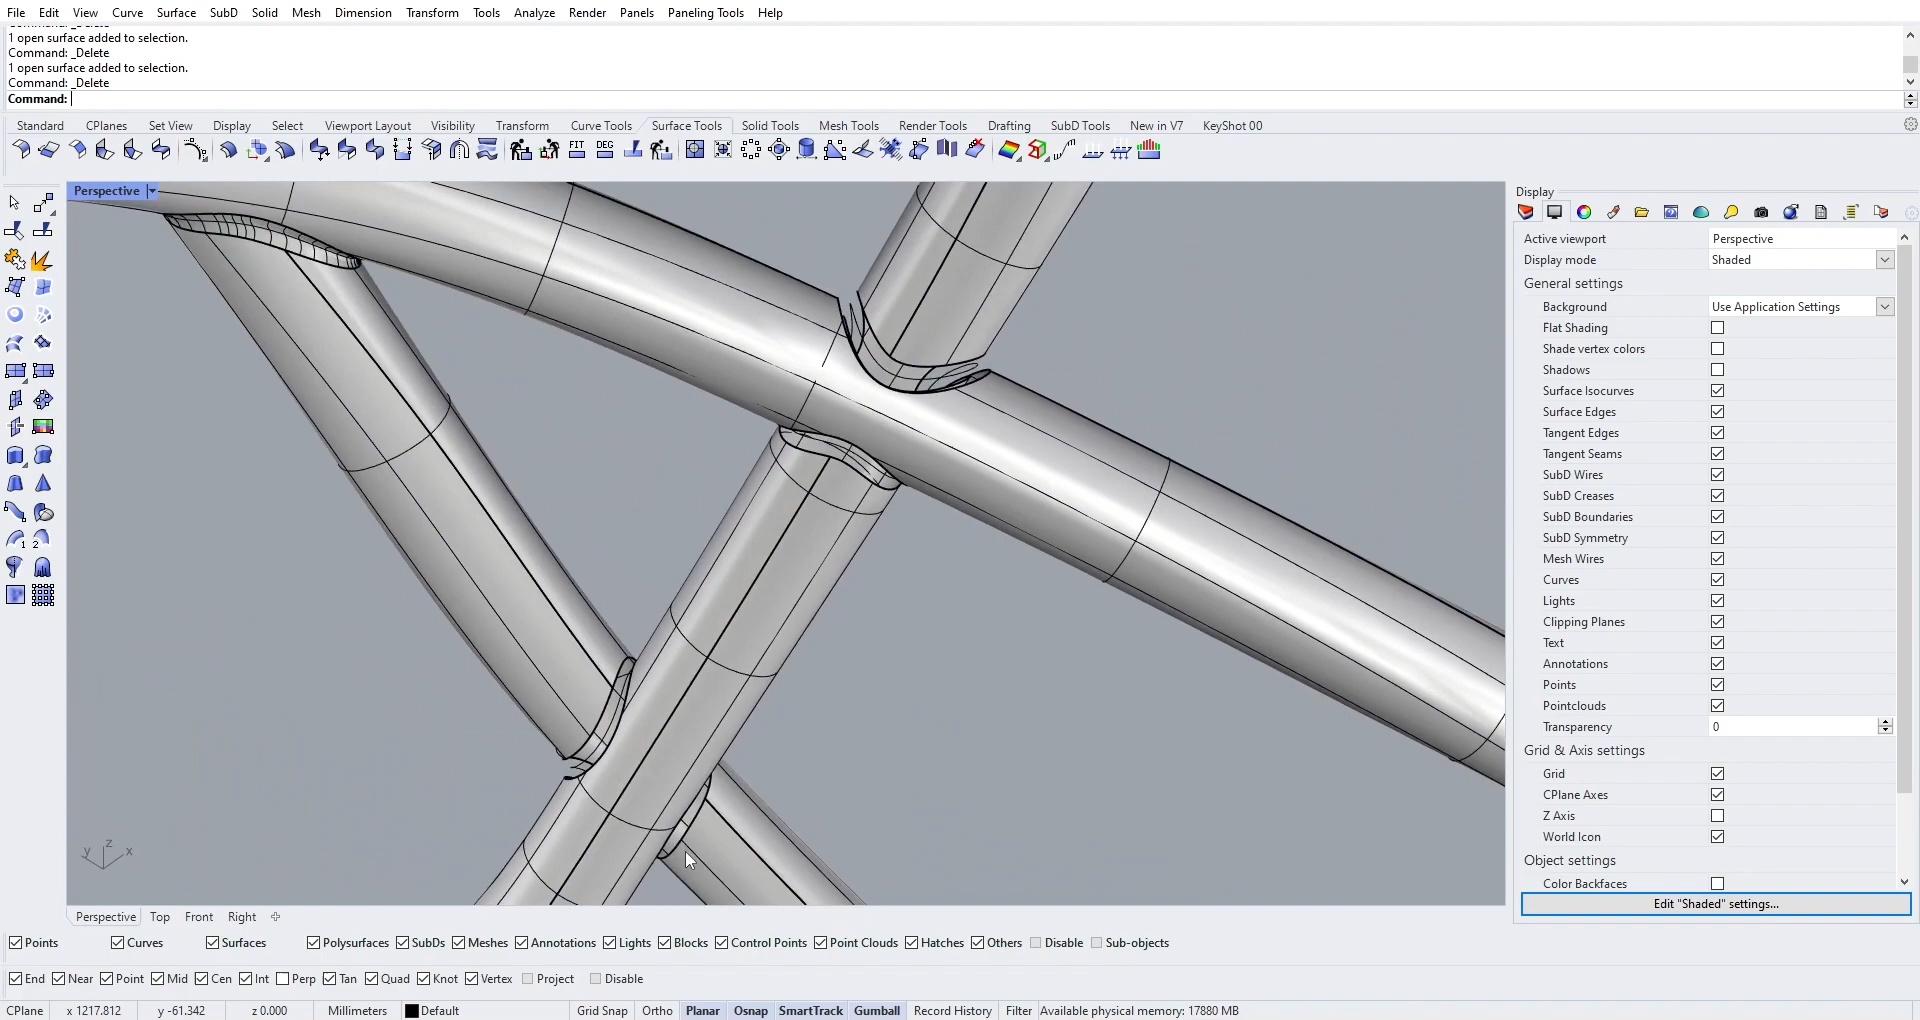 File Edit View Curve Surface SubD Solid Mesh Dimension Transform Tools Analyze Render Panels Paneling Tools Help
1 open surface added to selection.
Command: _Delete
1 open surface added to selection.
Command: _Delete
Command:
Standard CPlanes Set View Display Select Viewport Layout Visibility Transform Curve Tools Surface Tools Solid Tools Mesh Tools Render Tools Drafting SubD Tools New in V7 KeyShot 00
FIT DEG
Perspective
Display
Active viewport Perspective
Display mode Shaded
General settings
Background Use Application Settings
Flat Shading
Shade vertex colors
Shadows
Surface Isocurves
Surface Edges
Tangent Edges
Tangent Seams
SubD Wires
SubD Creases
SubD Boundaries
SubD Symmetry
Mesh Wires
Curves
Lights
Clipping Planes
Text
Annotations
Points
Pointclouds
Transparency 0
Grid & Axis settings
Grid
CPlane Axes
Z Axis
World Icon
Object settings
Color Backfaces
Edit "Shaded" settings...
1 2
z
y x
Perspective Top Front Right
Points Curves Surfaces Polysurfaces SubDs Meshes Annotations Lights Blocks Control Points Point Clouds Hatches Others Disable Sub-objects
End Near Point Mid Cen Int Perp Tan Quad Knot Vertex Project Disable
CPlane x 1217.812 y -61.342 z 0.000 Millimeters Default Grid Snap Ortho Planar Osnap SmartTrack Gumball Record History Filter Available physical memory: 17880 MB